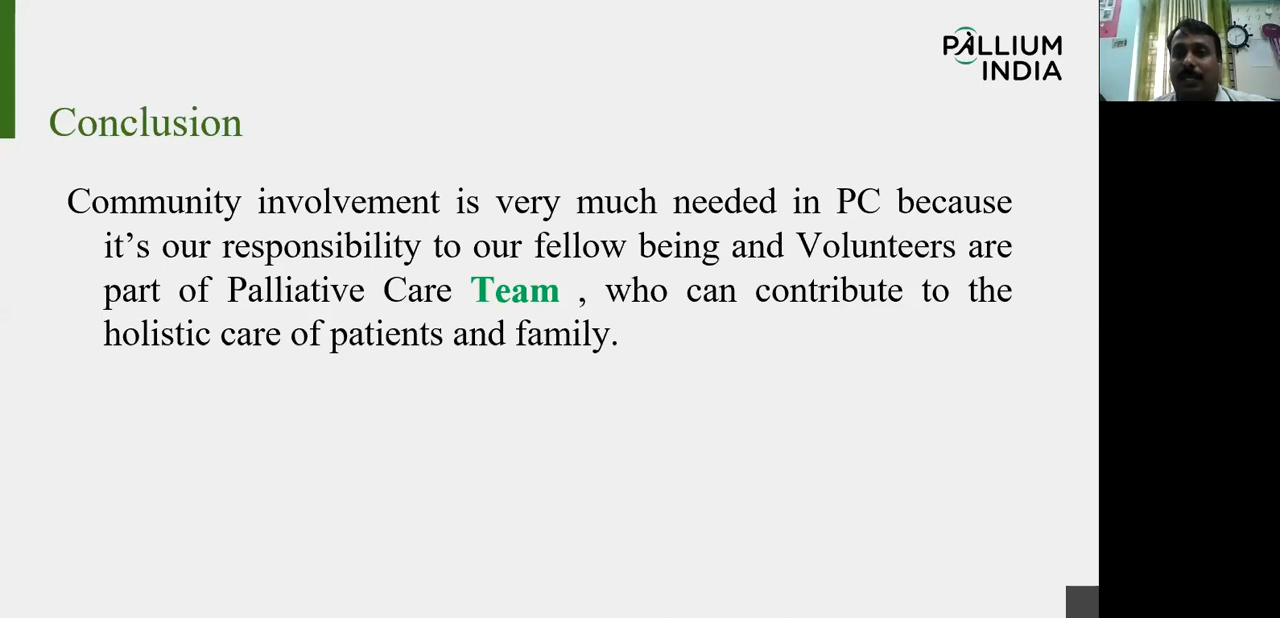 PALLIUM
INDIA
Conclusion
Community involvement is very much needed in PC because
it’s our responsibility to our fellow being and Volunteers are
part of Palliative Care Team , who can contribute to the
holistic care of patients and family.